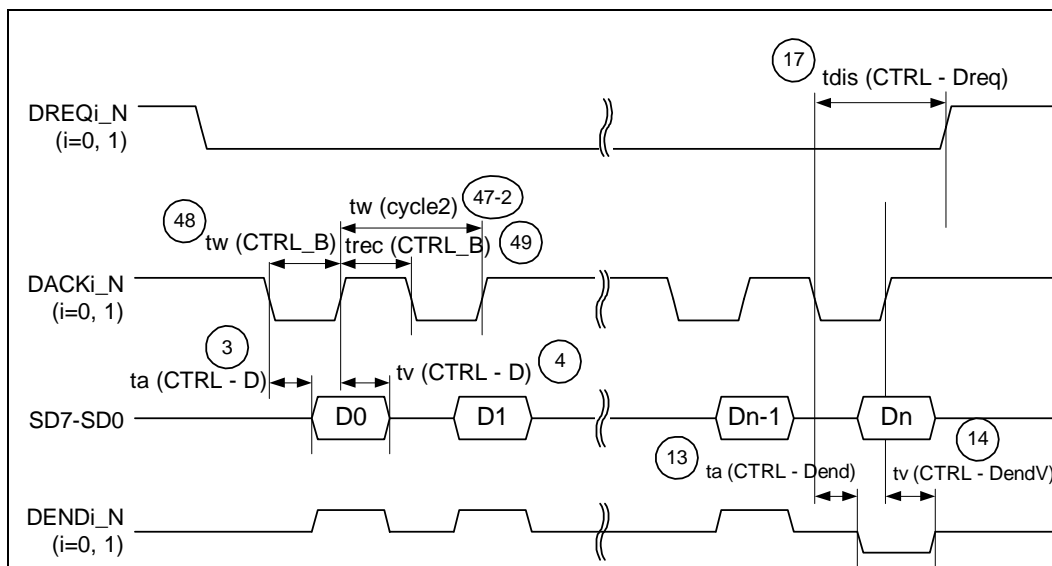 17
tdis (CTRL - Dreq)
DREQi_N
(i=0, 1)
47-2
tw (cycle2)
48
tw (CTRL_B)
trec (CTRL_B)
49
DACKi_N
(i=0, 1)
3
4
ta (CTRL - D)
tv (CTRL - D)
SD7-SD0
D0
D1
Dn-1
Dn
13
14
ta (CTRL - Dend)
tv (CTRL - DendV)
DENDi_N
(i=0, 1)